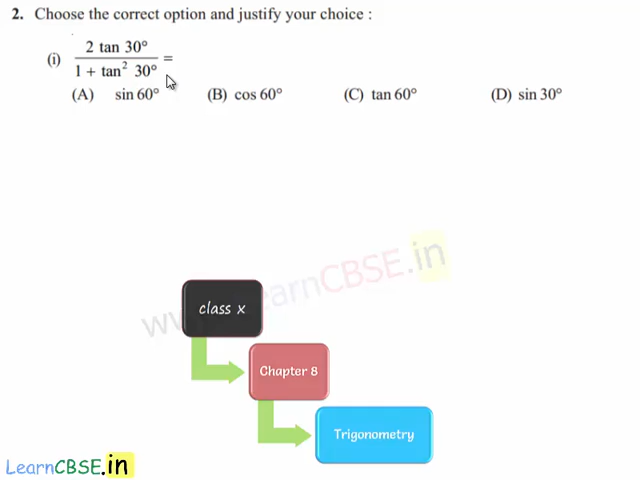 2. Choose the correct option and justify your choice :
(i) 2 tan 30° / 1 + tan² 30° =
(A) sin 60° (B) cos 60° (C) tan 60° (D) sin 30°
www.LearnCBSE.in
class x
Chapter 8
Trigonometry
LearnCBSE.in